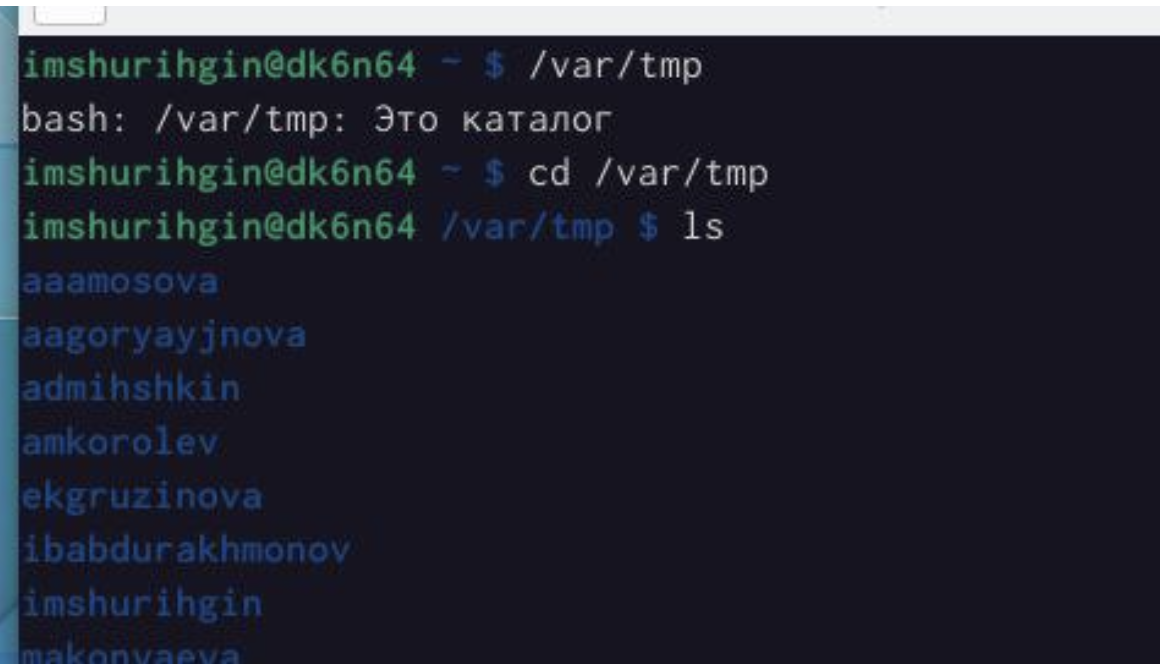 imshurihgin@dk6n64 ~ $ /var/tmp
bash: /var/tmp: Это каталог
imshurihgin@dk6n64 ~ $ cd /var/tmp
imshurihgin@dk6n64 /var/tmp $ ls
aaamosova
aagoryayjnova
admihshkin
amkorolev
ekgruzinova
ibabdurakhmonov
imshurihgin
makonyaeva